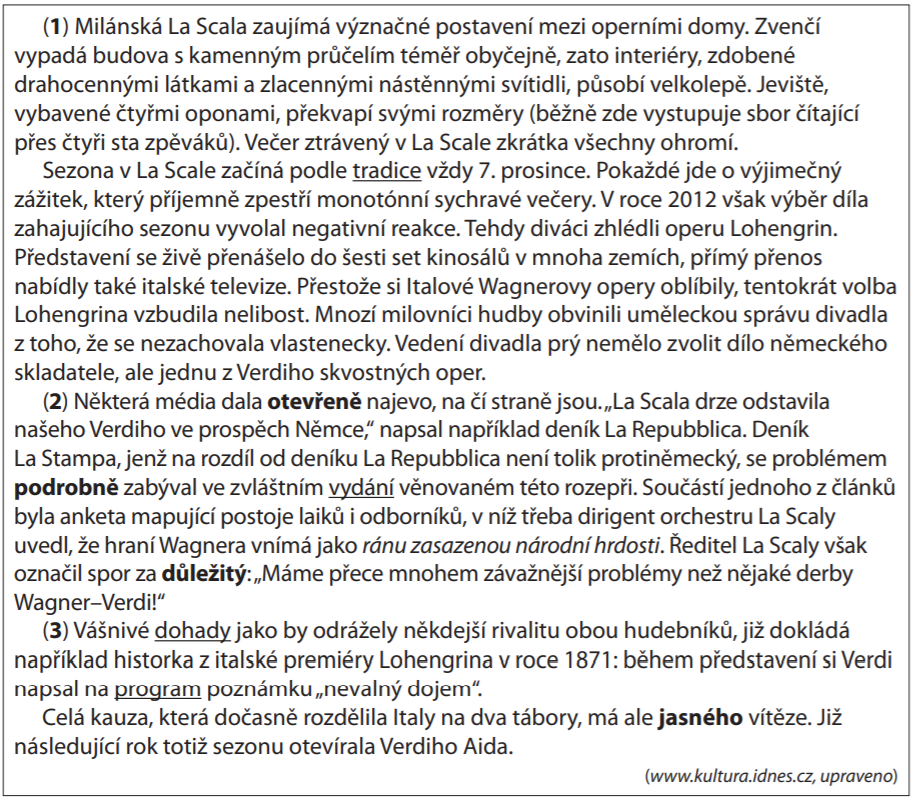 (1) Milánská La Scala zaujímá význačné postavení mezi operními domy. Zvenčí
vypadá budova s kamenným průčelím téměř obyčejně, zato interiéry, zdobené
drahocennými látkami a zlacennými nástěnnými svítidli, působí velkolepě. Jeviště,
vybavené čtyřmi oponami, překvapí svými rozměry (běžně zde vystupuje sbor čítající
přes čtyři sta zpěváků). Večer ztrávený v La Scale zkrátka všechny ohromí.
Sezona v La Scale začíná podle tradice vždy 7. prosince. Pokaždé jde o výjimečný
zážitek, který příjemně zpestří monotónní sychravé večery. V roce 2012 však výběr díla
zahajujícího sezonu vyvolal negativní reakce. Tehdy diváci zhlédli operu Lohengrin.
Představení se živě přenášelo do šesti set kinosálů v mnoha zemích, přímý přenos
nabídly také italské televize. Přestože si Italové Wagnerovy opery oblíbily, tentokrát volba
Lohengrina vzbudila nelibost. Mnozí milovníci hudby obvinili uměleckou správu divadla
z toho, že se nezachovala vlastenecky. Vedení divadla prý nemělo zvolit dílo německého
skladatele, ale jednu z Verdiho skvostných oper.
(2) Některá média dala otevřeně najevo, na čí straně jsou. „La Scala drze odstavila
našeho Verdiho ve prospěch Němce,“ napsal například deník La Repubblica. Deník
La Stampa, jenž na rozdíl od deníku La Repubblica není tolik protiněmecký, se problémem
podrobně zabýval ve zvláštním vydání věnovaném této rozepři. Součástí jednoho z článků
byla anketa mapující postoje laiků i odborníků, v níž třeba dirigent orchestru La Scaly
uvedl, že hraní Wagnera vnímá jako ránu zasazenou národní hrdosti. Ředitel La Scaly však
označil spor za důležitý: „Máme přece mnohem závažnější problémy než nějaké derby
Wagner–Verdi!“
(3) Vášnivé dohady jako by odrážely někdejší rivalitu obou hudebníků, již dokládá
například historka z italské premiéry Lohengrina v roce 1871: během představení si Verdi
napsal na program poznámku „nevalný dojem“.
Celá kauza, která dočasně rozdělila Italy na dva tábory, má ale jasného vítěze. Již
následující rok totiž sezonu otevírala Verdiho Aida.
(www.kultura.idnes.cz, upraveno)